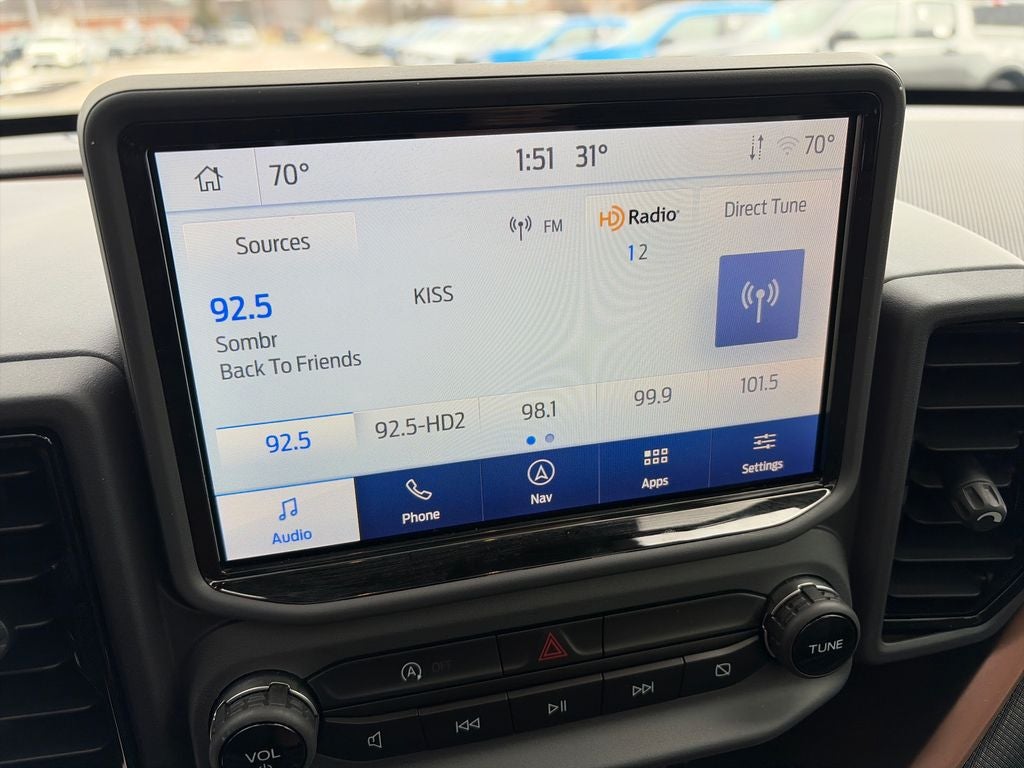 70° 1:51 31° 70°
Sources FM HD Radio Direct Tune
1 2
92.5 KISS
Sombr
Back To Friends
92.5 92.5-HD2 98.1 99.9 101.5
Audio Phone Nav Apps Settings
A OFF
TUNE
VOL